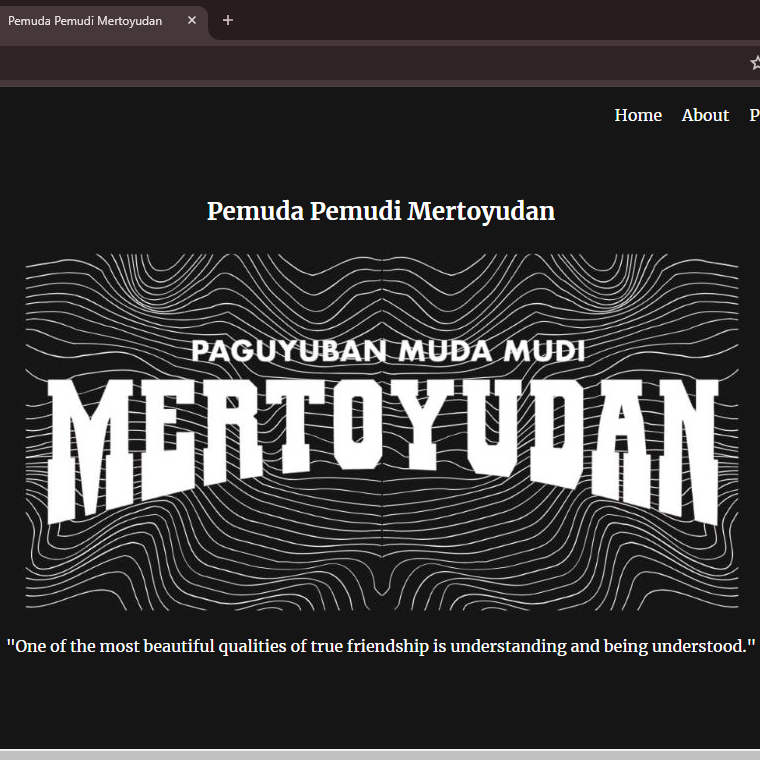 Pemuda Pemudi Mertoyudan
Home About P
Pemuda Pemudi Mertoyudan
PAGUYUBAN MUDA MUDI
MERTOYUDAN
"One of the most beautiful qualities of true friendship is understanding and being understood."